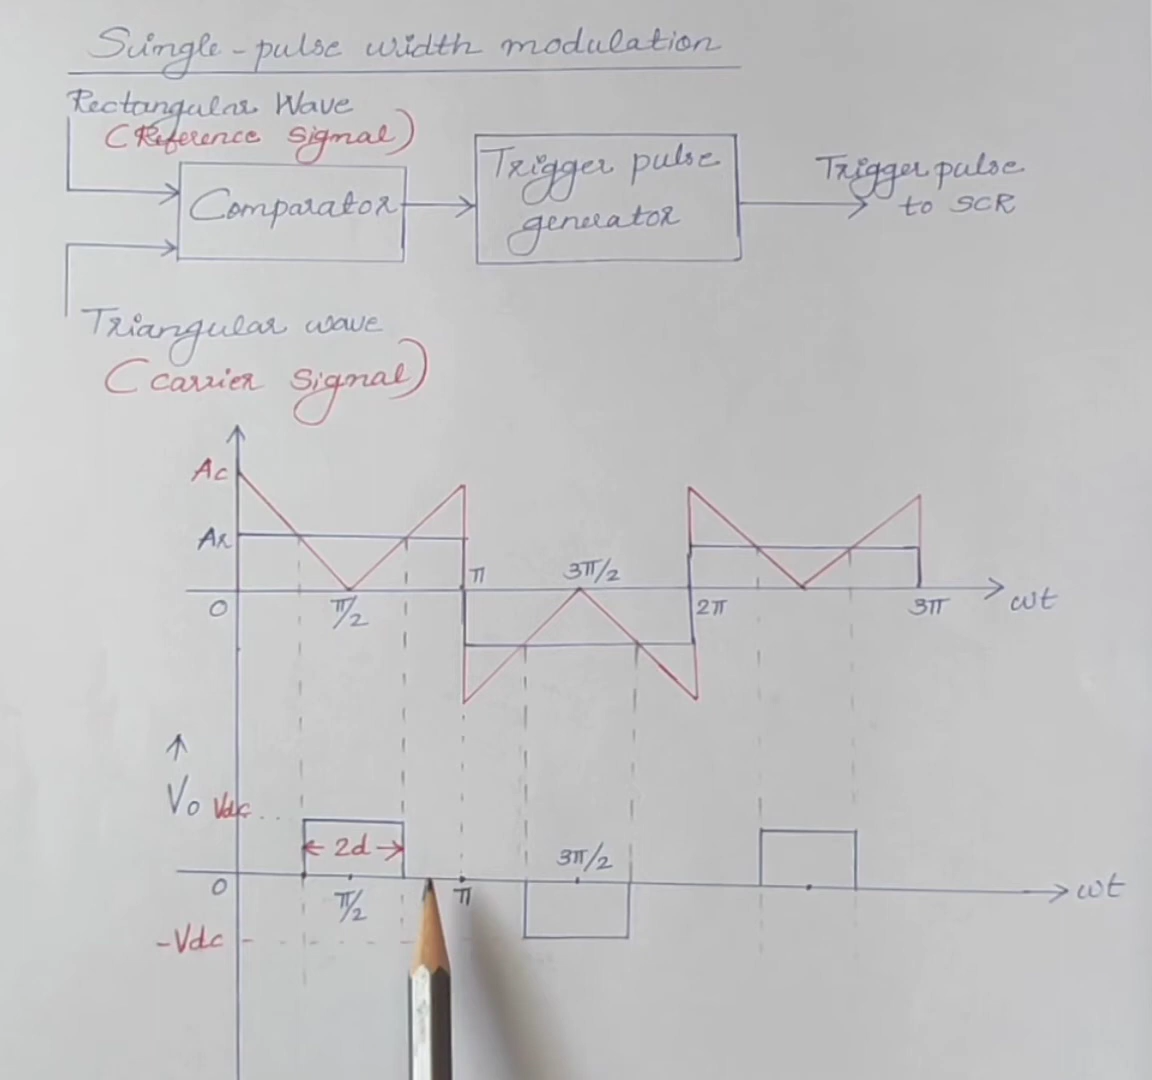 Single-pulse width modulation
Rectangular Wave
(Reference Signal)
Comparator
Trigger pulse
generator
Trigger pulse
to SCR
Triangular wave
(carrier signal)
Ac
Ar
π
3π/2
0
π/2
2π
3π
ωt
Vo
Vdc
2d
3π/2
0
π/2
π
ωt
-Vdc